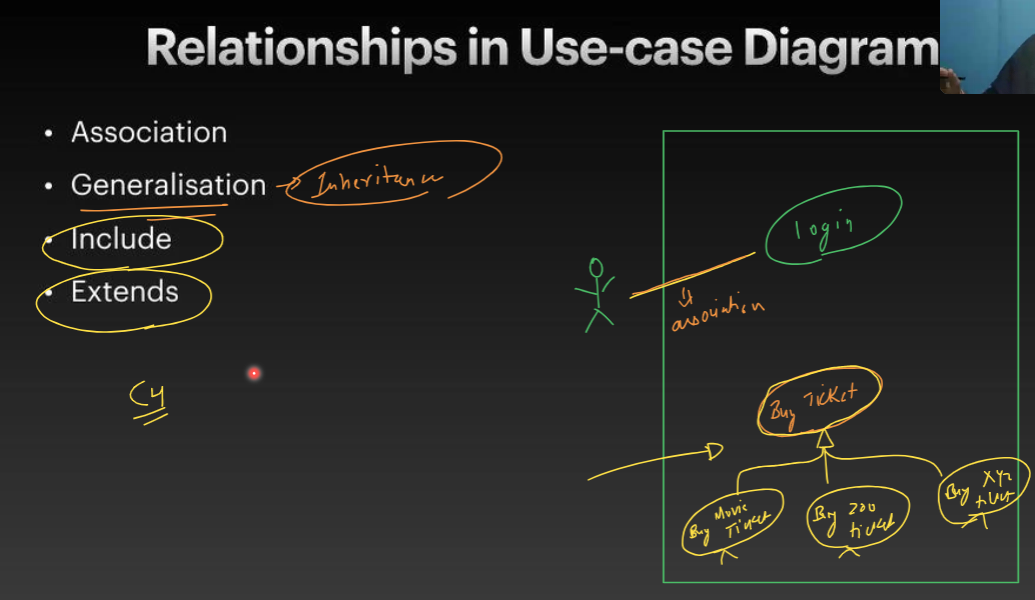 Relationships in Use-case Diagram
• Association
• Generalisation → Inheritance
• Include
• Extends
C4
login
association
Buy Ticket
Buy Movie
Ticket
Buy zoo
ticket
Buy XYZ
ticket